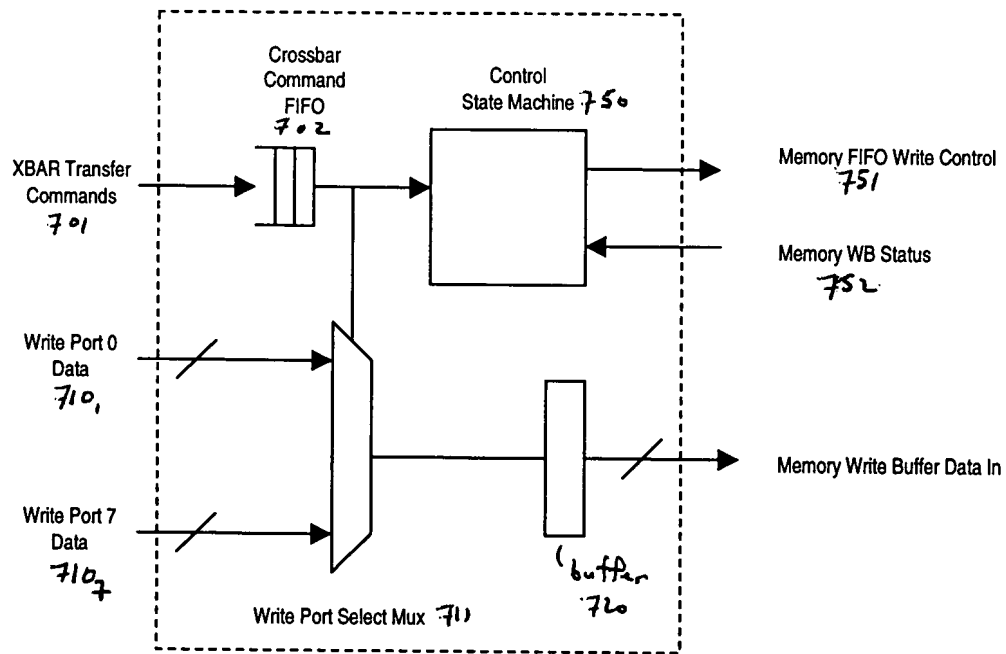 Crossbar
Command
FIFO
702
Control
State Machine 750
XBAR Transfer
Commands
701
Memory FIFO Write Control
751
Memory WB Status
752
Write Port 0
Data
710₁
Write Port 7
Data
710₇
Memory Write Buffer Data In
buffer
720
Write Port Select Mux 711